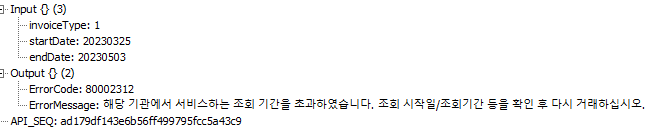 Input {} (3)
invoiceType: 1
startDate: 20230325
endDate: 20230503
Output {} (2)
ErrorCode: 80002312
ErrorMessage: 해당 기관에서 서비스하는 조회 기간을 초과하였습니다. 조회 시작일/조회기간 등을 확인 후 다시 거래하십시오.
API_SEQ: ad179df143e6b56ff499795fcc5a43c9